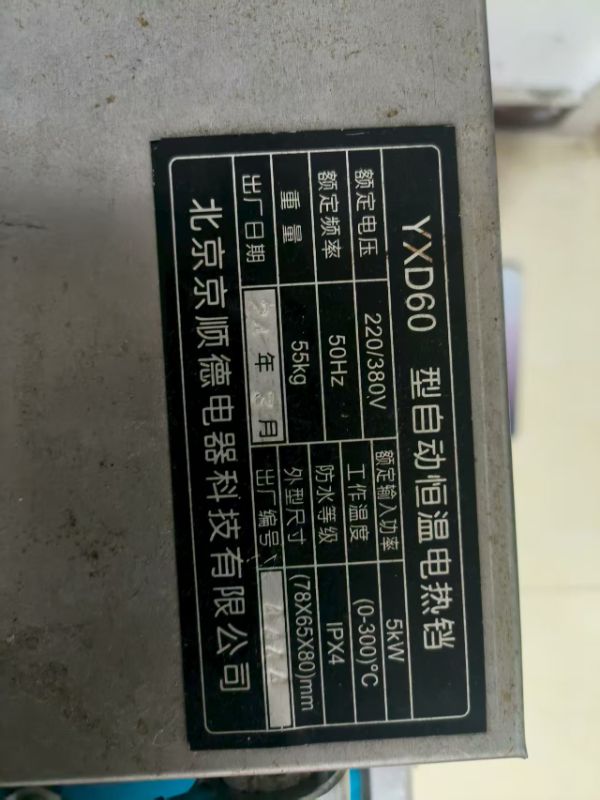 YXD60 型自动恒温电热铛
额定电压 220/380V 额定输入功率 5kW
额定频率 50Hz 工作温度 (0-300)°C
重量 55kg 防水等级 IPX4
外型尺寸 (78X65X80)mm
出厂日期 年 月 出厂编号
北京京顺德电器科技有限公司